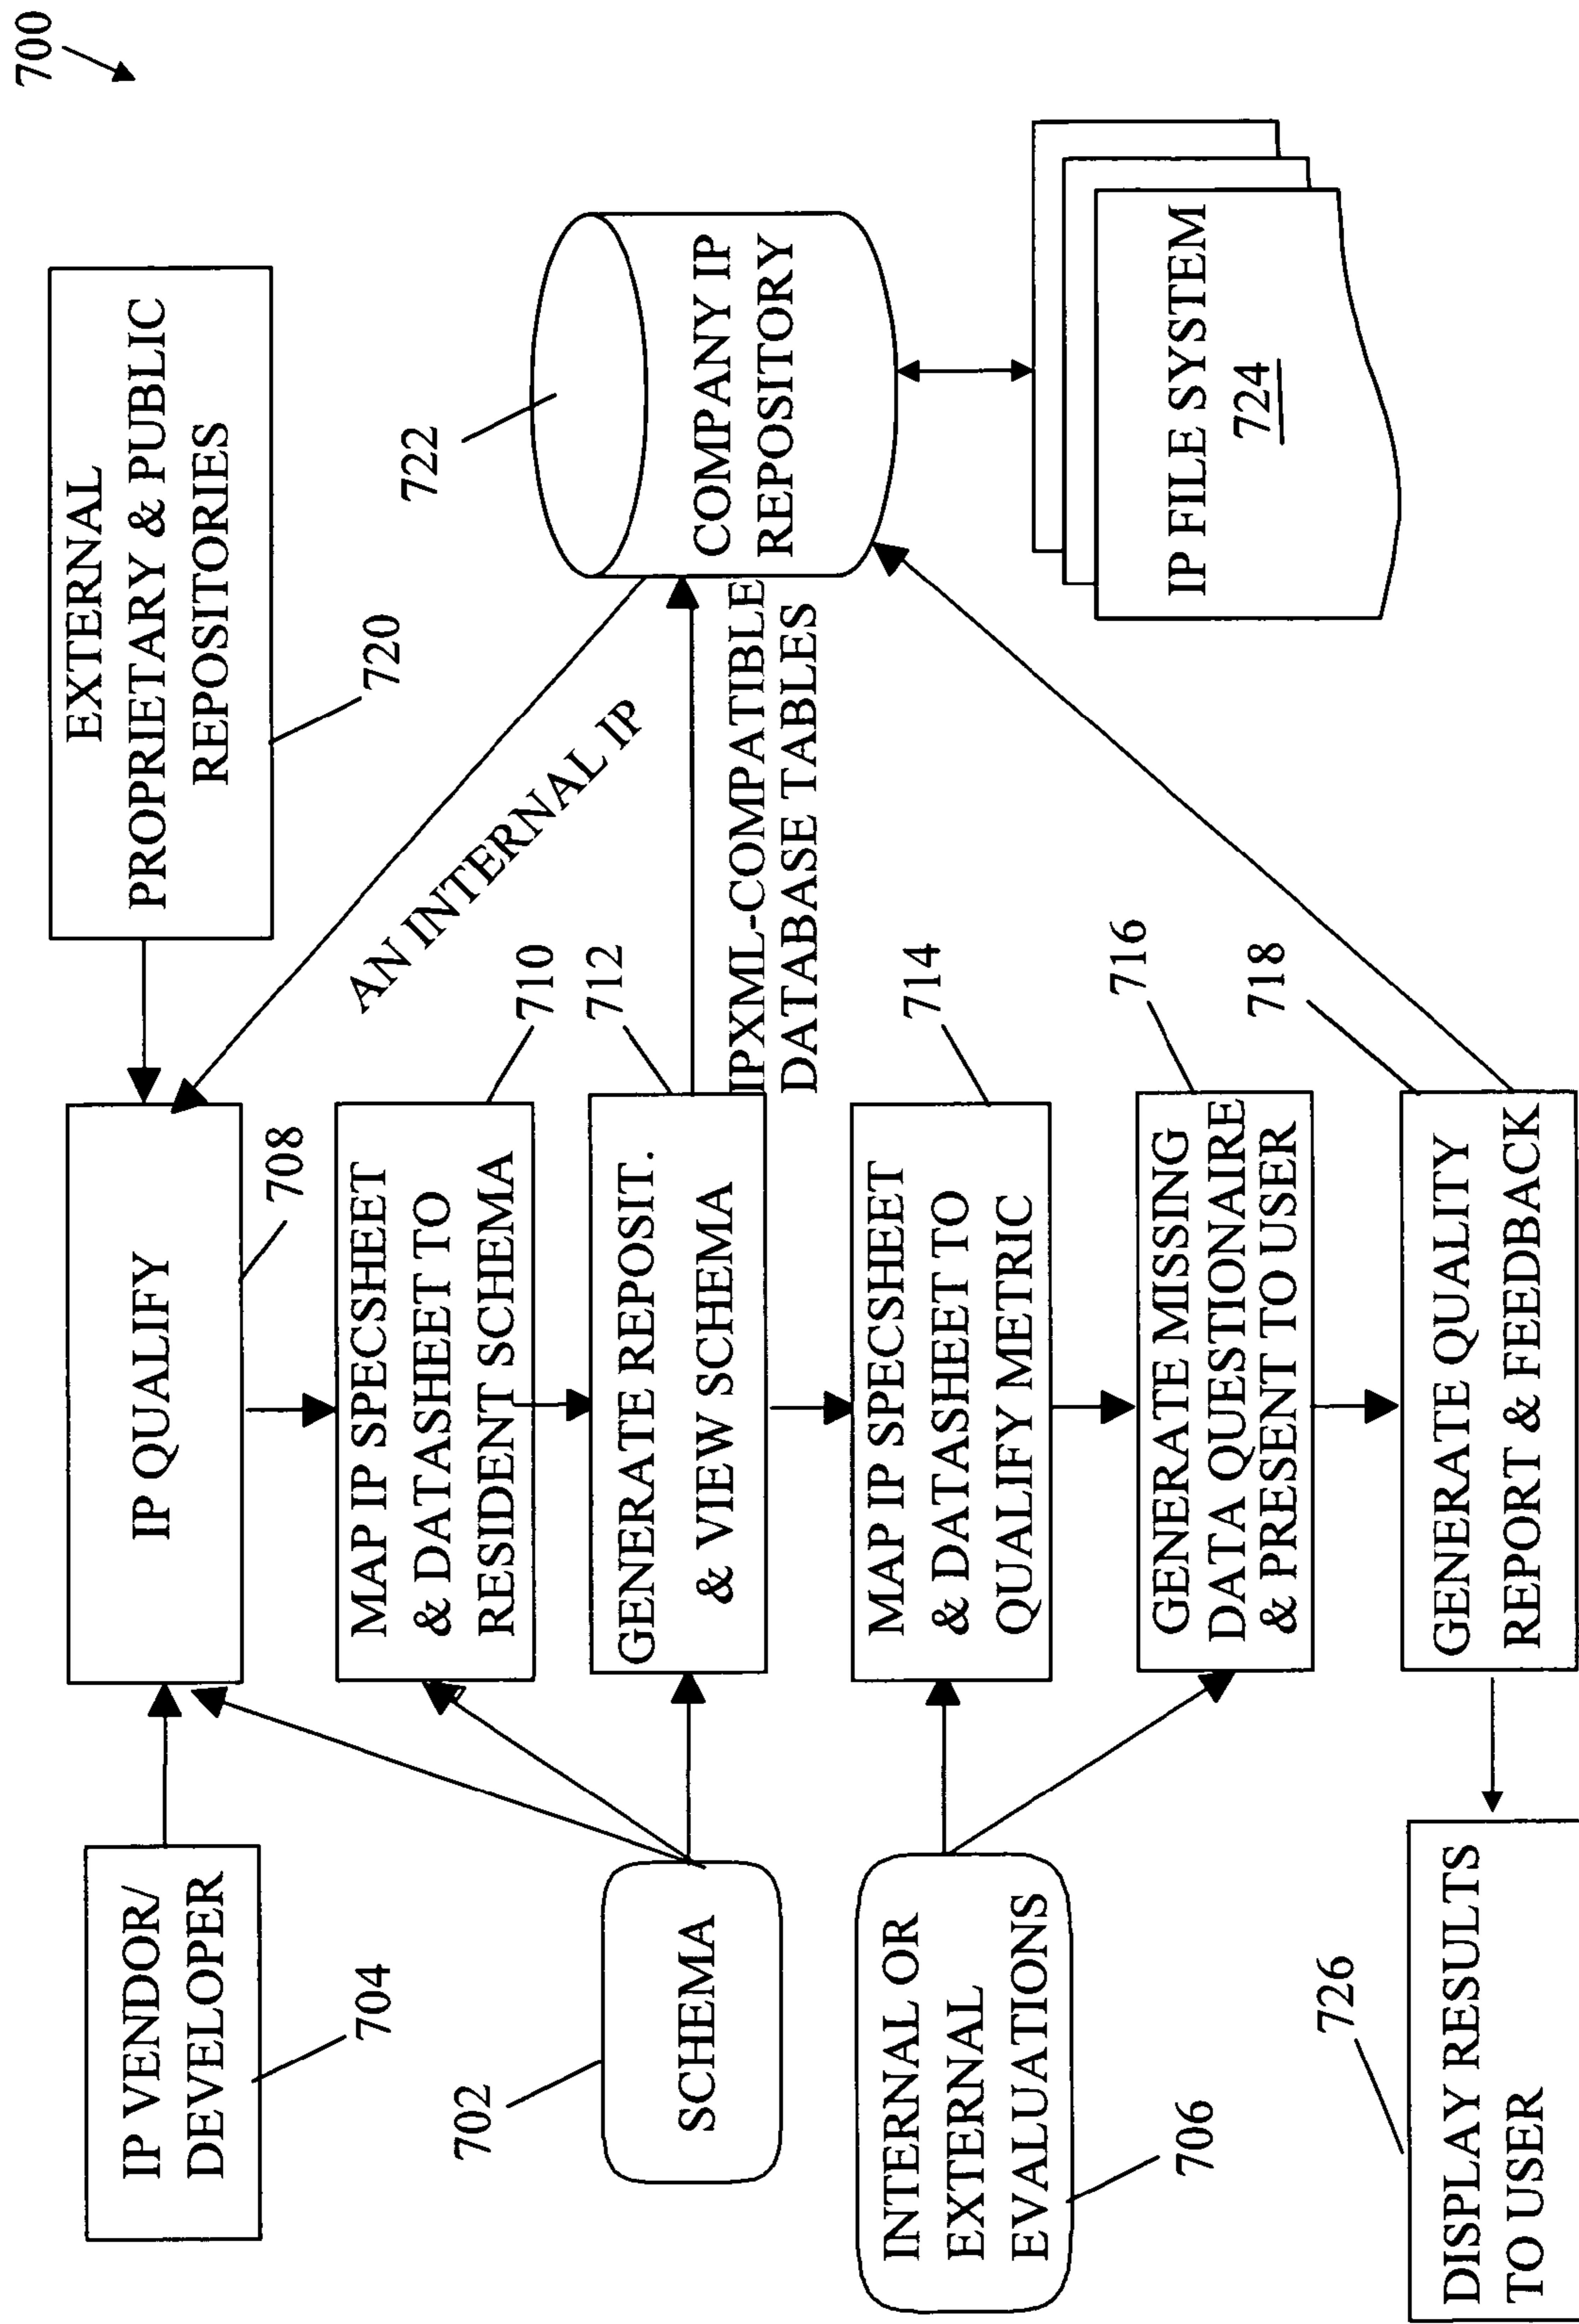 700
IP VENDOR/
DEVELOPER
704
IP QUALIFY
708
EXTERNAL
PROPRIETARY & PUBLIC
REPOSITORIES
720
MAP IP SPECSHEET
& DATASHEET TO
RESIDENT SCHEMA
710
AN INTERNAL IP
722
COMPANY IP
REPOSITORY
702
SCHEMA
GENERATE REPOSIT.
& VIEW SCHEMA
712
IPXML-COMPATIBLE
DATABASE TABLES
INTERNAL OR
EXTERNAL
EVALUATIONS
706
MAP IP SPECSHEET
& DATASHEET TO
QUALIFY METRIC
714
IP FILE SYSTEM
724
GENERATE MISSING
DATA QUESTIONAIRE
& PRESENT TO USER
716
726
DISPLAY RESULTS
TO USER
GENERATE QUALITY
REPORT & FEEDBACK
718